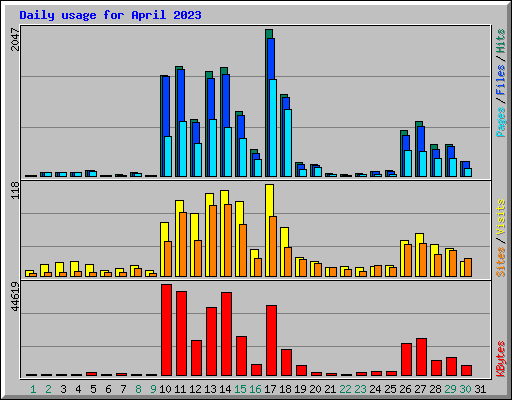 Daily usage for April 2023
2047
Pages / Files / Hits
118
Sites / Visits
44619
KBytes
1 2 3 4 5 6 7 8 9 10 11 12 13 14 15 16 17 18 19 20 21 22 23 24 25 26 27 28 29 30 31